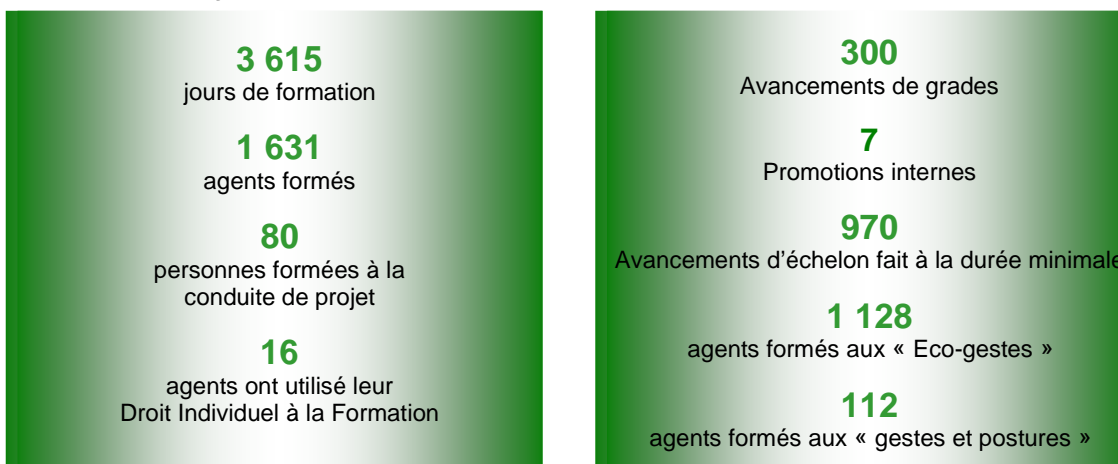 3 615
jours de formation
1 631
agents formés
80
personnes formées à la
conduite de projet
16
agents ont utilisé leur
Droit Individuel à la Formation
300
Avancements de grades
7
Promotions internes
970
Avancements d'échelon fait à la durée minimale
1 128
agents formés aux « Eco-gestes »
112
agents formés aux « gestes et postures »